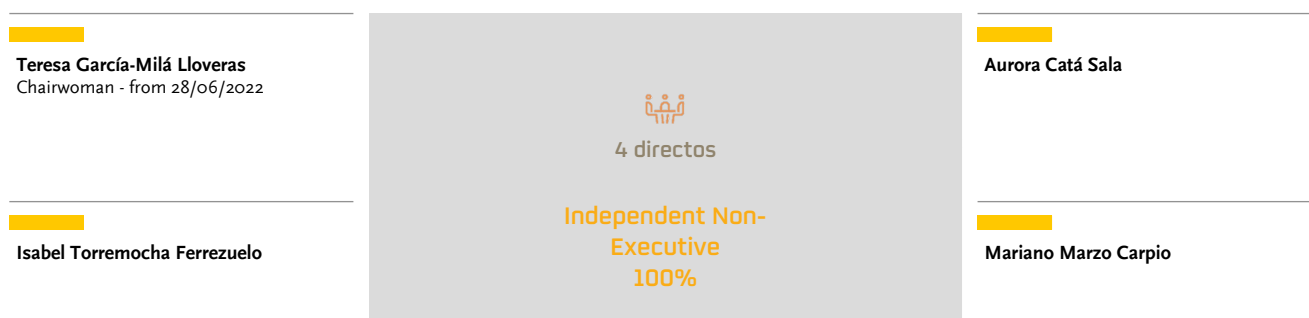 Teresa García-Milá Lloveras
Chairwoman - from 28/06/2022
Isabel Torremocha Ferrezuelo
4 directos
Independent Non-
Executive
100%
Aurora Catá Sala
Mariano Marzo Carpio